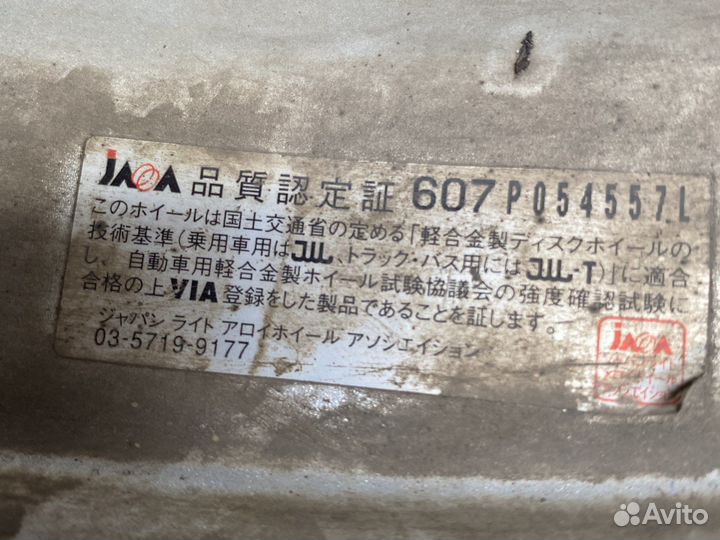 JAWA 品質認定証 607 P054557L
このホイールは国土交通省の定める「軽合金製ディスクホイールの
技術基準(乗用車用はJWL、トラック・バス用にはJWL-T)」に適合
し、自動車用軽合金製ホイール試験協議会の強度確認試験に
合格の上VIA登録をした製品であることを証します。
ジャパン ライト アロイホイール アソシエイション
03-5719-9177
JAWA
Avito